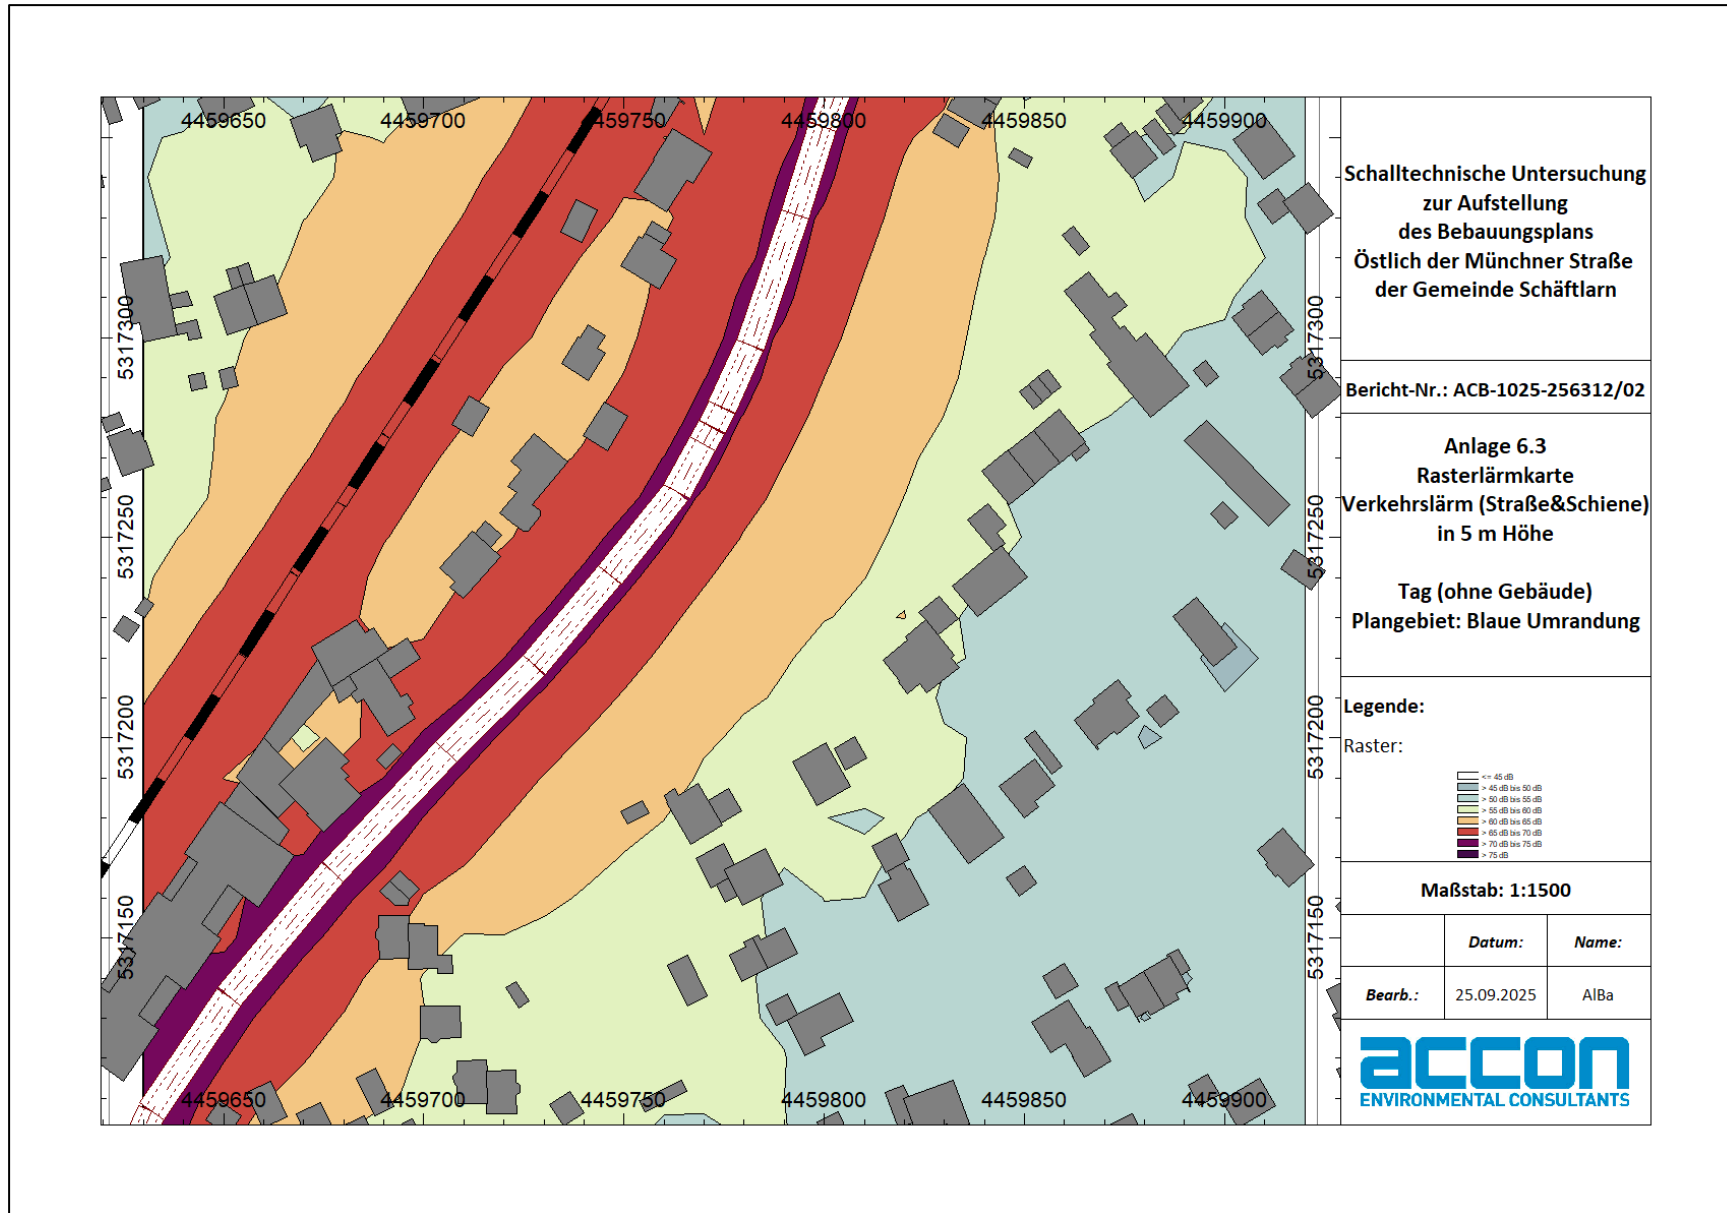 4459650
4459700
4459750
4459800
4459850
4459900
5317300
5317250
5317200
5317150
5317300
5317250
5317200
5317150
4459650
4459700
4459750
4459800
4459850
4459900
Schalltechnische Untersuchung
zur Aufstellung
des Bebauungsplans
Östlich der Münchner Straße
der Gemeinde Schäftlarn
Bericht-Nr.: ACB-1025-256312/02
Anlage 6.3
Rasterlärmkarte
Verkehrslärm (Straße&Schiene)
in 5 m Höhe
Tag (ohne Gebäude)
Plangebiet: Blaue Umrandung
Legende:
Raster:
<= 45 dB
> 45 dB bis 50 dB
> 50 dB bis 55 dB
> 55 dB bis 60 dB
> 60 dB bis 65 dB
> 65 dB bis 70 dB
> 70 dB bis 75 dB
> 75 dB
Maßstab: 1:1500
Datum: Name:
Bearb.: 25.09.2025 AlBa
accon
ENVIRONMENTAL CONSULTANTS